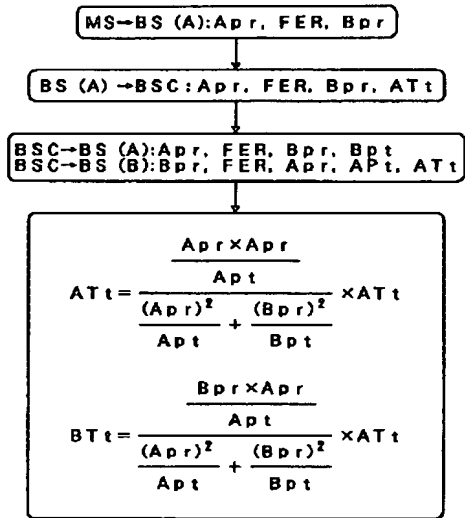 MS→BS (A):Apr, FER, Bpr
BS (A) →BSC:Apr, FER, Bpr, ATt
BSC→BS (A):Apr, FER, Bpr, Bpt
BSC→BS (B):Bpr, FER, Apr, APt, ATt
Apr×Apr
Apt
ATt= ×ATt
(Apr)² + (Bpr)²
Apt Bpt
Bpr×Apr
Apt
BTt= ×ATt
(Apr)² + (Bpr)²
Apt Bpt